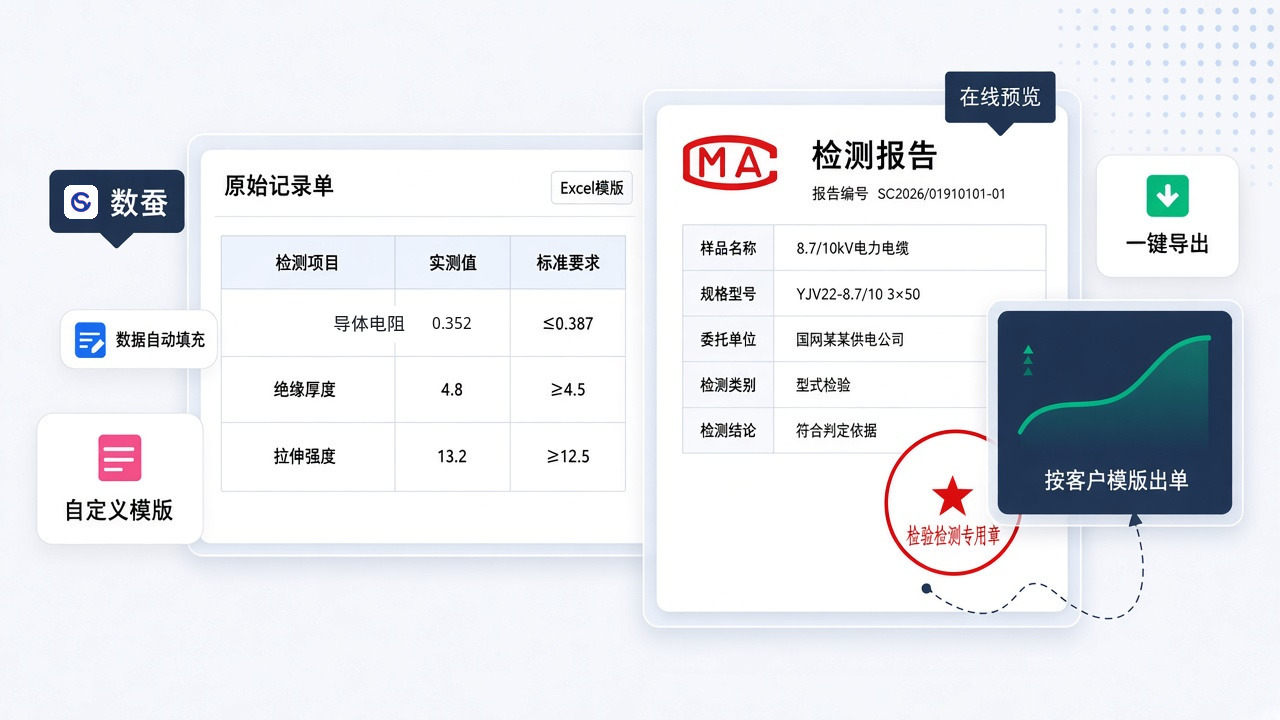 数蚕
数据自动填充
自定义模版
原始记录单
Excel模版
检测项目 实测值 标准要求
导体电阻 0.352 ≤0.387
绝缘厚度 4.8 ≥4.5
拉伸强度 13.2 ≥12.5
在线预览
MA
检测报告
报告编号 SC2026/01910101-01
样品名称 8.7/10kV电力电缆
规格型号 YJV22-8.7/10 3×50
委托单位 国网某某供电公司
检测类别 型式检验
检测结论 符合判定依据
检验检测专用章
一键导出
按客户模版出单